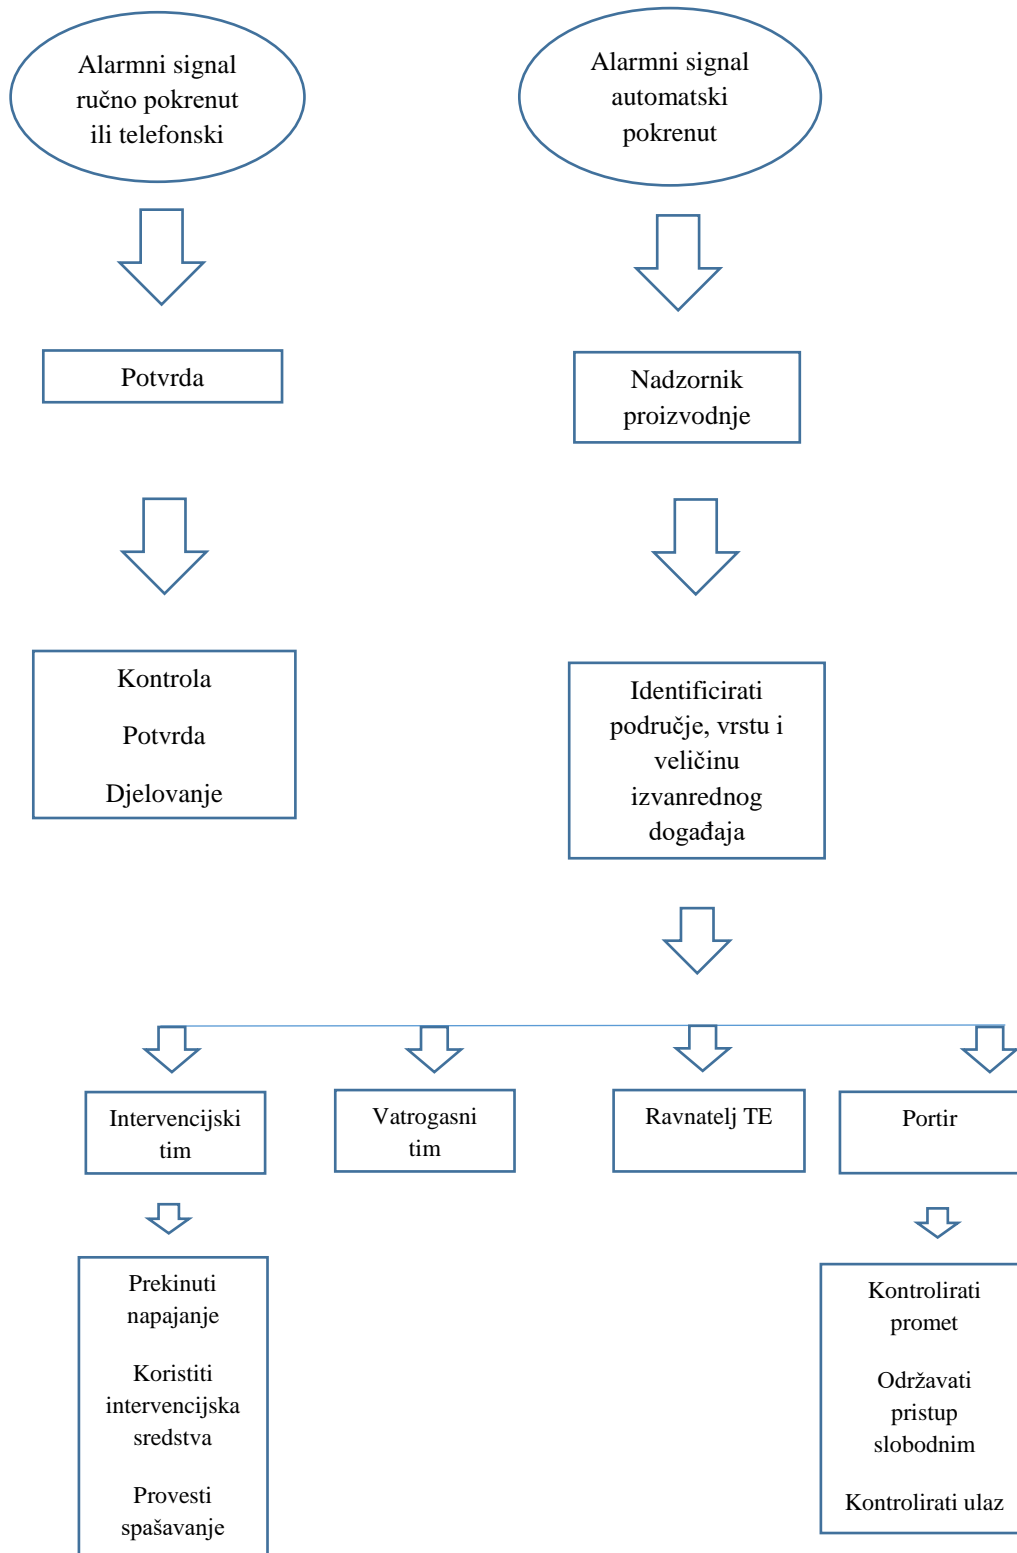 Alarmni signal
ručno pokrenut
ili telefonski
Alarmni signal
automatski
pokrenut
Potvrda
Nadzornik
proizvodnje
Kontrola
Potvrda
Djelovanje
Identificirati
područje, vrstu i
veličinu
izvanrednog
događaja
Intervencijski
tim
Vatrogasni
tim
Ravnatelj TE
Portir
Prekinuti
napajanje
Koristiti
intervencijska
sredstva
Provesti
spašavanje
Kontrolirati
promet
Održavati
pristup
slobodnim
Kontrolirati ulaz